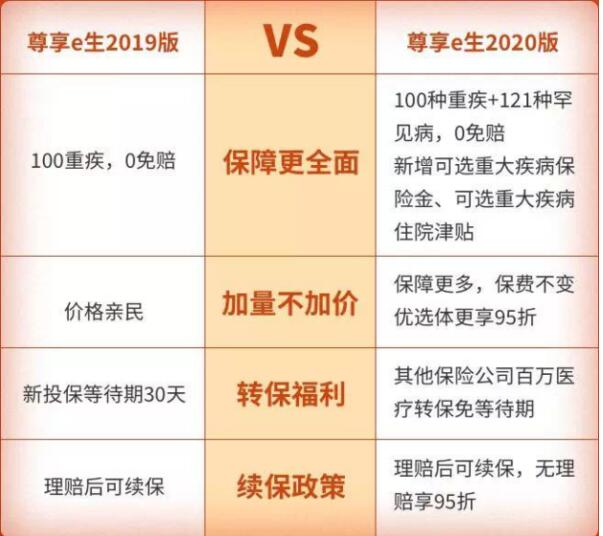 尊享e生2019版
VS
尊享e生2020版
100重疾，0免赔
保障更全面
100种重疾+121种罕
见病，0免赔
新增可选重大疾病保
险金、可选重大疾病
住院津贴
价格亲民
加量不加价
保障更多，保费不变
优选体更享95折
新投保等待期30天
转保福利
其他保险公司百万医
疗转保免等待期
理赔后可续保
续保政策
理赔后可续保，无理
赔享95折